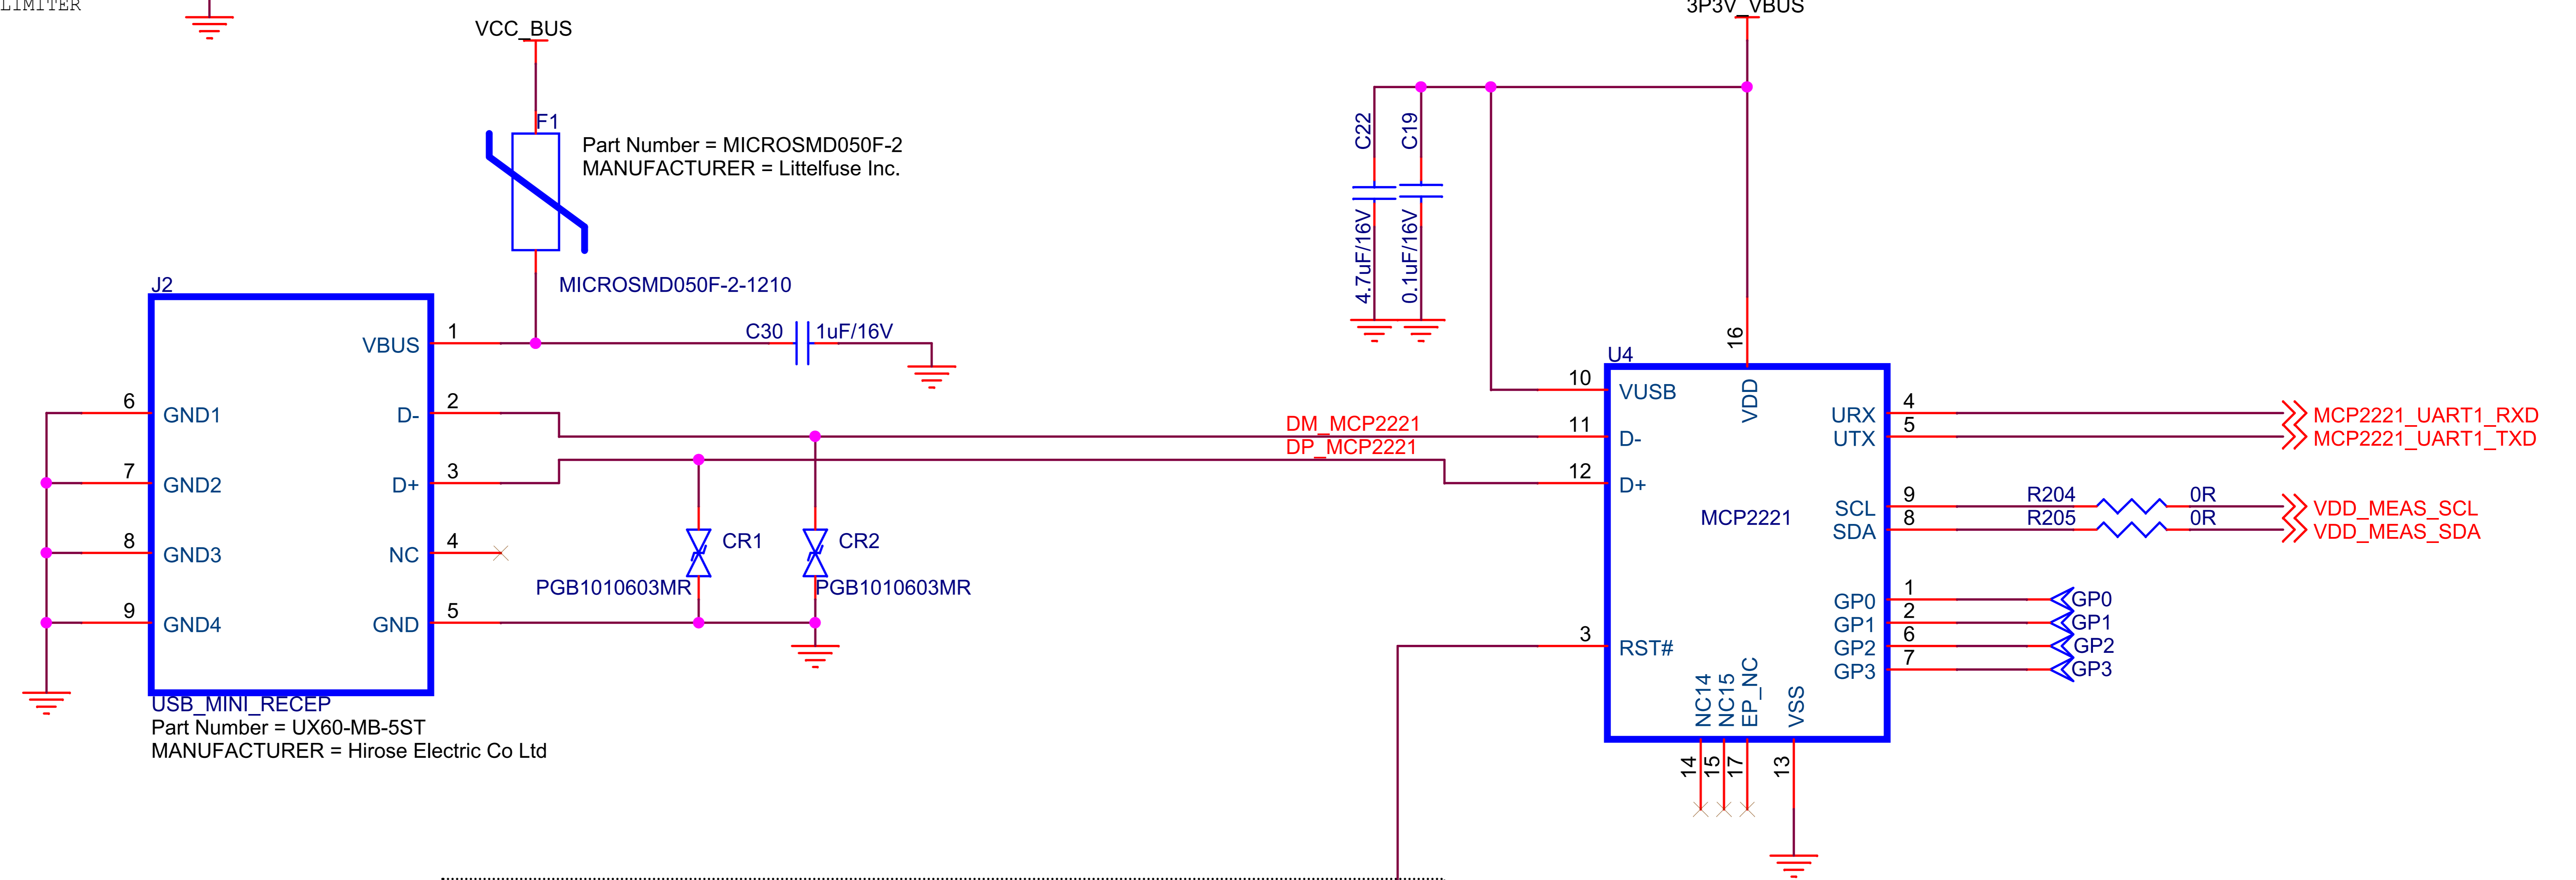 LIMITER
VCC_BUS
3P3V_VBUS
F1
Part Number = MICROSMD050F-2
MANUFACTURER = Littelfuse Inc.
MICROSMD050F-2-1210
C22
C19
4.7uF/16V
0.1uF/16V
J2
VBUS
1
C30
1uF/16V
6
GND1
D-
2
7
GND2
D+
3
8
GND3
NC
4
9
GND4
GND
5
USB_MINI_RECEP
Part Number = UX60-MB-5ST
MANUFACTURER = Hirose Electric Co Ltd
CR1
CR2
PGB1010603MR
PGB1010603MR
DM_MCP2221
DP_MCP2221
U4
16
VDD
10
VUSB
11
D-
12
D+
MCP2221
3
RST#
URX
4
MCP2221_UART1_RXD
UTX
5
MCP2221_UART1_TXD
SCL
9
R204
0R
VDD_MEAS_SCL
SDA
8
R205
0R
VDD_MEAS_SDA
GP0
1
GP0
GP1
2
GP1
GP2
6
GP2
GP3
7
GP3
NC14
NC15
EP_NC
VSS
14
15
17
13